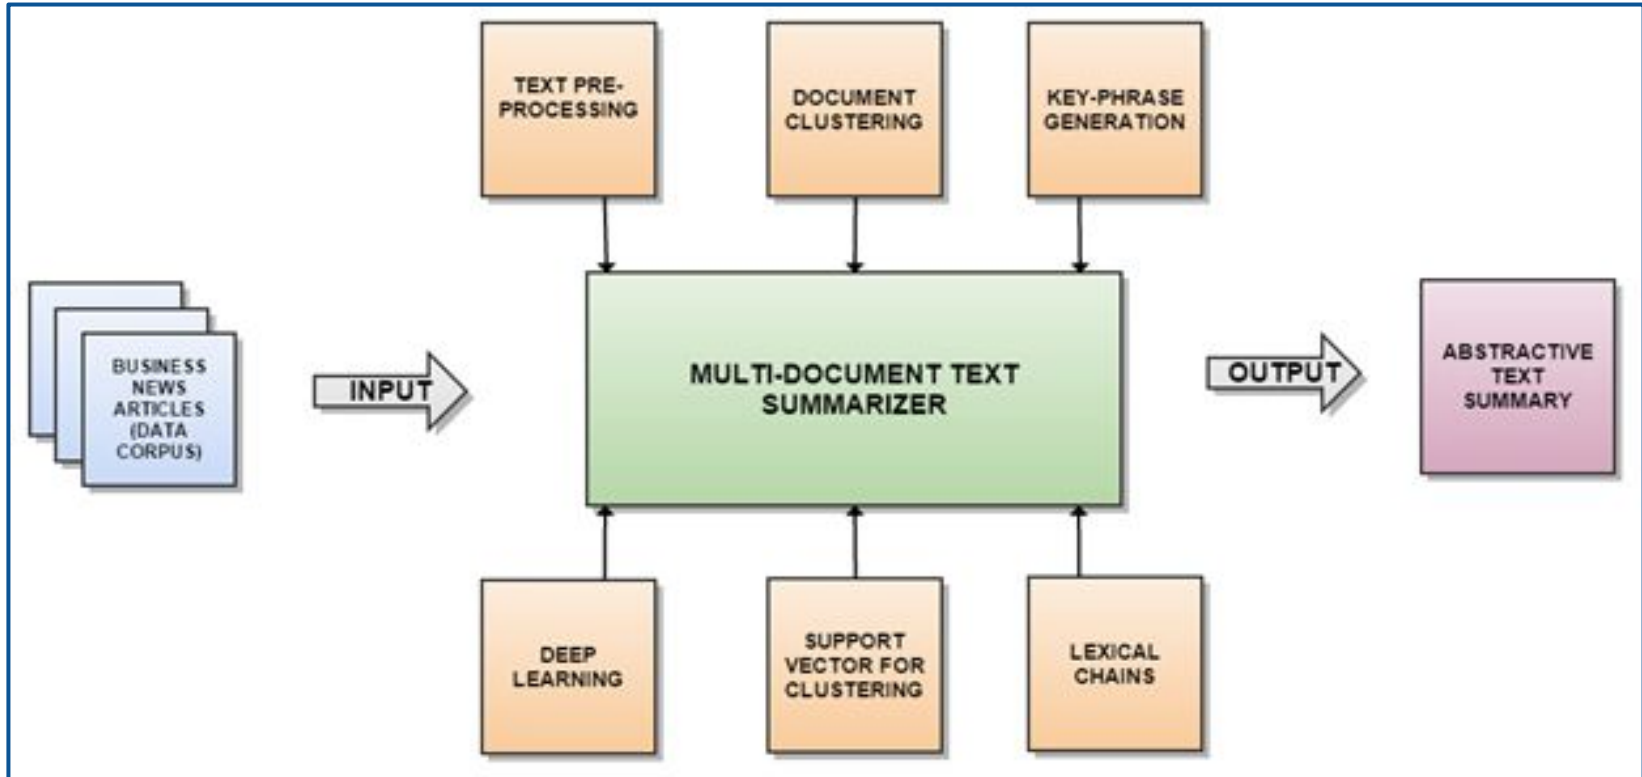 TEXT PRE-
PROCESSING
DOCUMENT
CLUSTERING
KEY-PHRASE
GENERATION
BUSINESS
NEWS
ARTICLES
(DATA
CORPUS)
INPUT
MULTI-DOCUMENT TEXT
SUMMARIZER
OUTPUT
ABSTRACTIVE
TEXT
SUMMARY
DEEP
LEARNING
SUPPORT
VECTOR FOR
CLUSTERING
LEXICAL
CHAINS